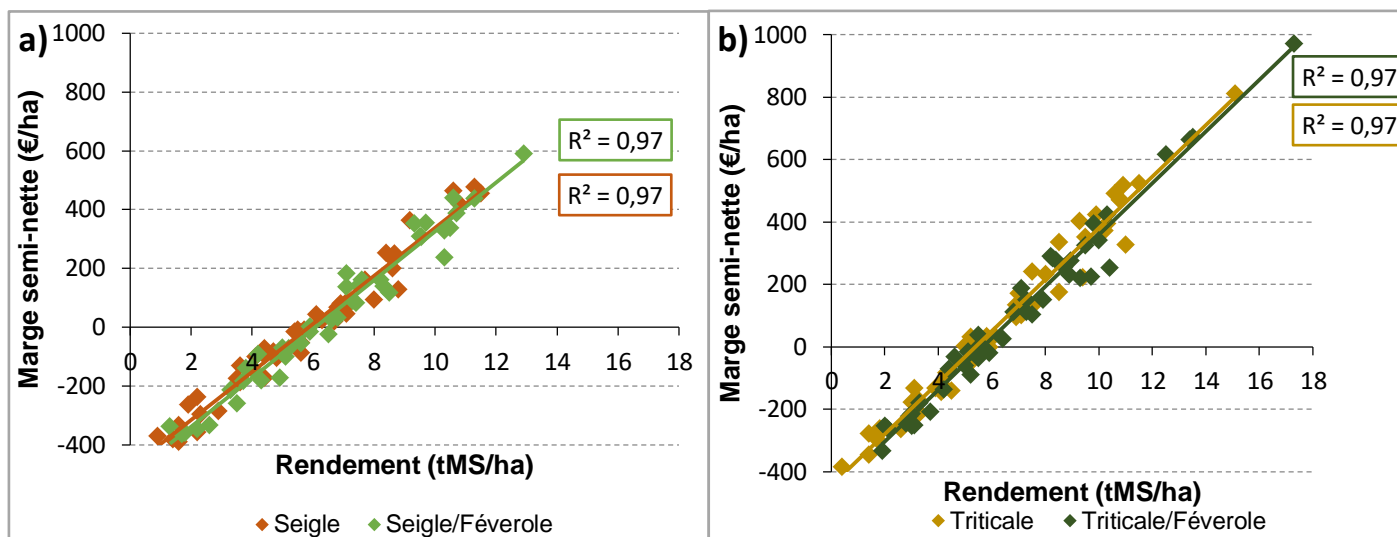 a)
Marge semi-nette (€/ha)
1000
800
600
400
200
0
-200
-400
0 2 4 6 8 10 12 14 16 18
R² = 0,97
R² = 0,97
Rendement (tMS/ha)
Seigle Seigle/Féverole
b)
Marge semi-nette (€/ha)
1000
800
600
400
200
0
-200
-400
0 2 4 6 8 10 12 14 16 18
R² = 0,97
R² = 0,97
Rendement (tMS/ha)
Triticale Triticale/Féverole